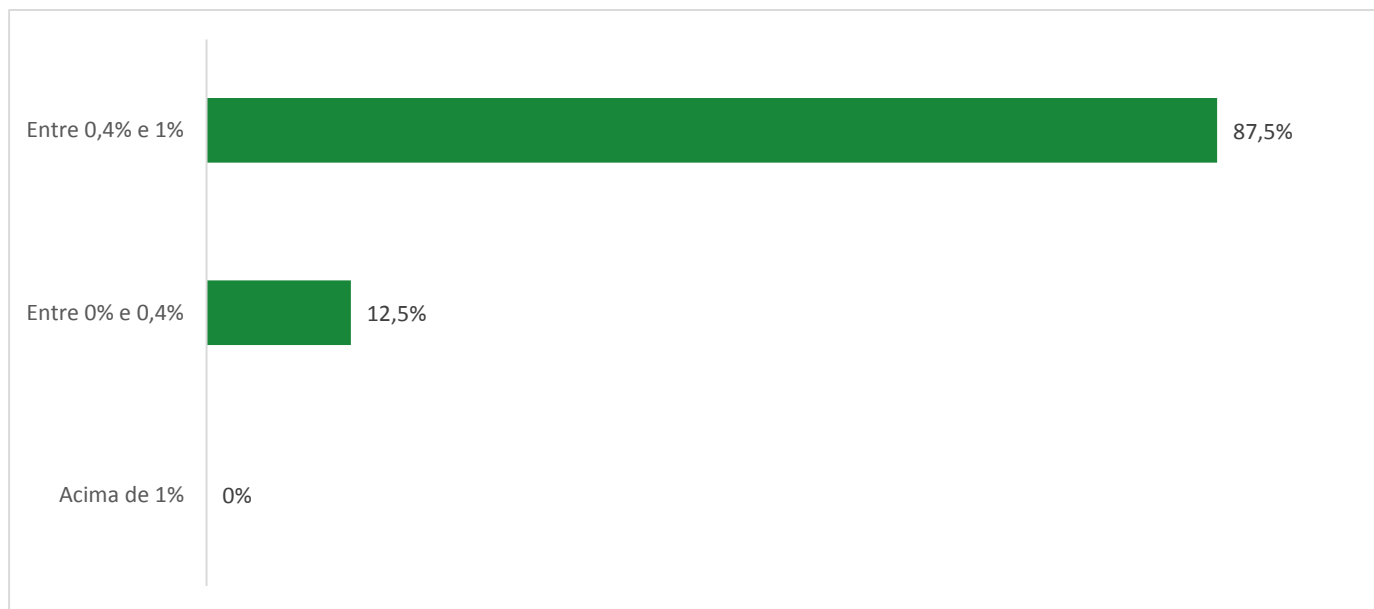 Entre 0,4% e 1%
87,5%
Entre 0% e 0,4%
12,5%
Acima de 1%
0%